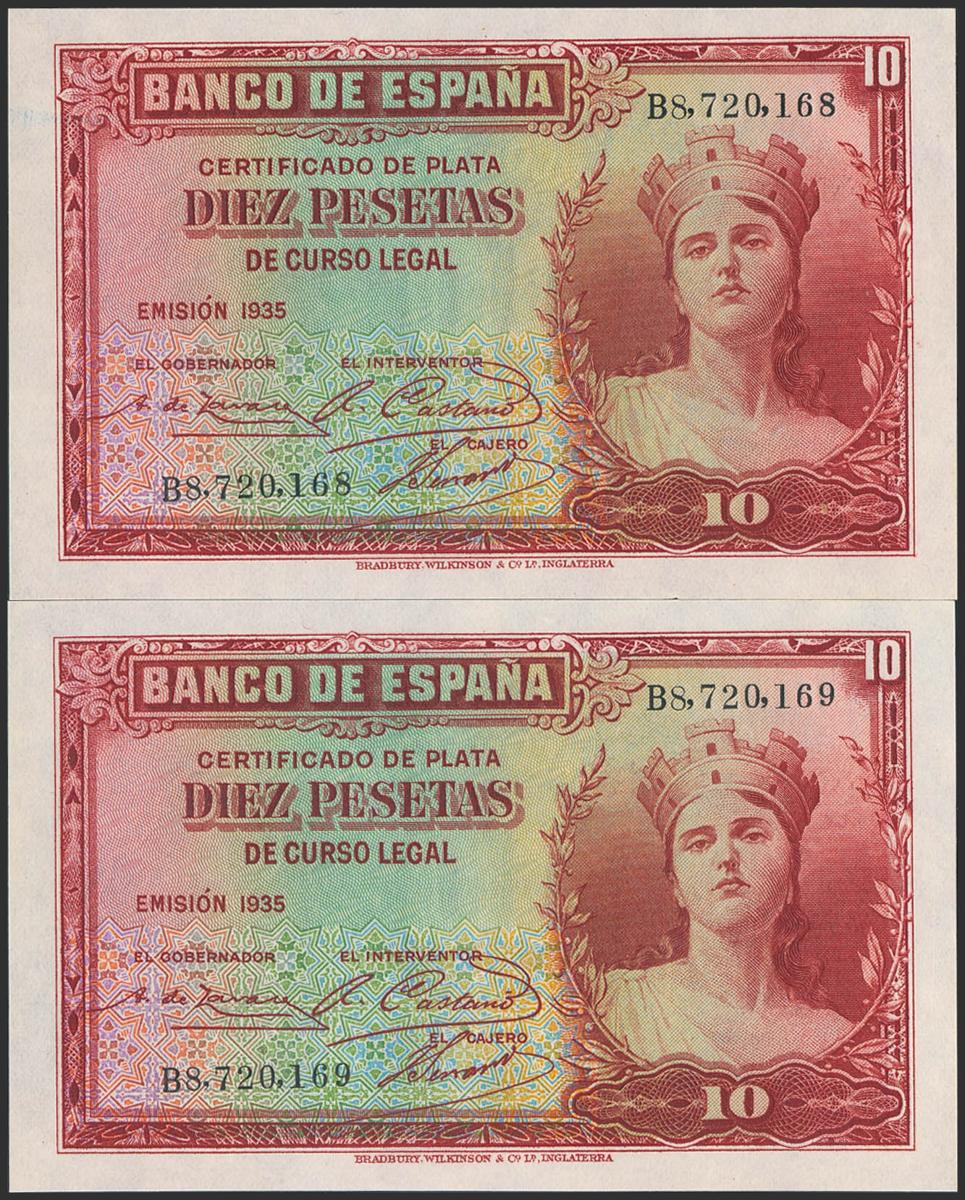 BANCO DE ESPAÑA
10
B8,720,168
CERTIFICADO DE PLATA
DIEZ PESETAS
DE CURSO LEGAL
EMISIÓN 1935
EL GOBERNADOR EL INTERVENTOR
EL CAJERO
B8,720,168
10
BRADBURY, WILKINSON & Cº Lᴰ, INGLATERRA
BANCO DE ESPAÑA
10
B8,720,169
CERTIFICADO DE PLATA
DIEZ PESETAS
DE CURSO LEGAL
EMISIÓN 1935
EL GOBERNADOR EL INTERVENTOR
EL CAJERO
B8,720,169
10
BRADBURY, WILKINSON & Cº Lᴰ, INGLATERRA